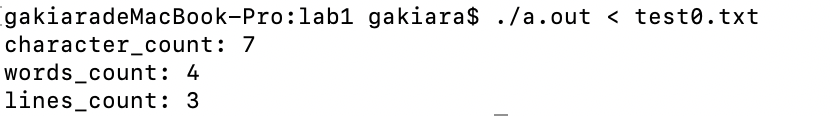 gakiaradeMacBook-Pro:lab1 gakiara$ ./a.out < test0.txt
character_count: 7
words_count: 4
lines_count: 3